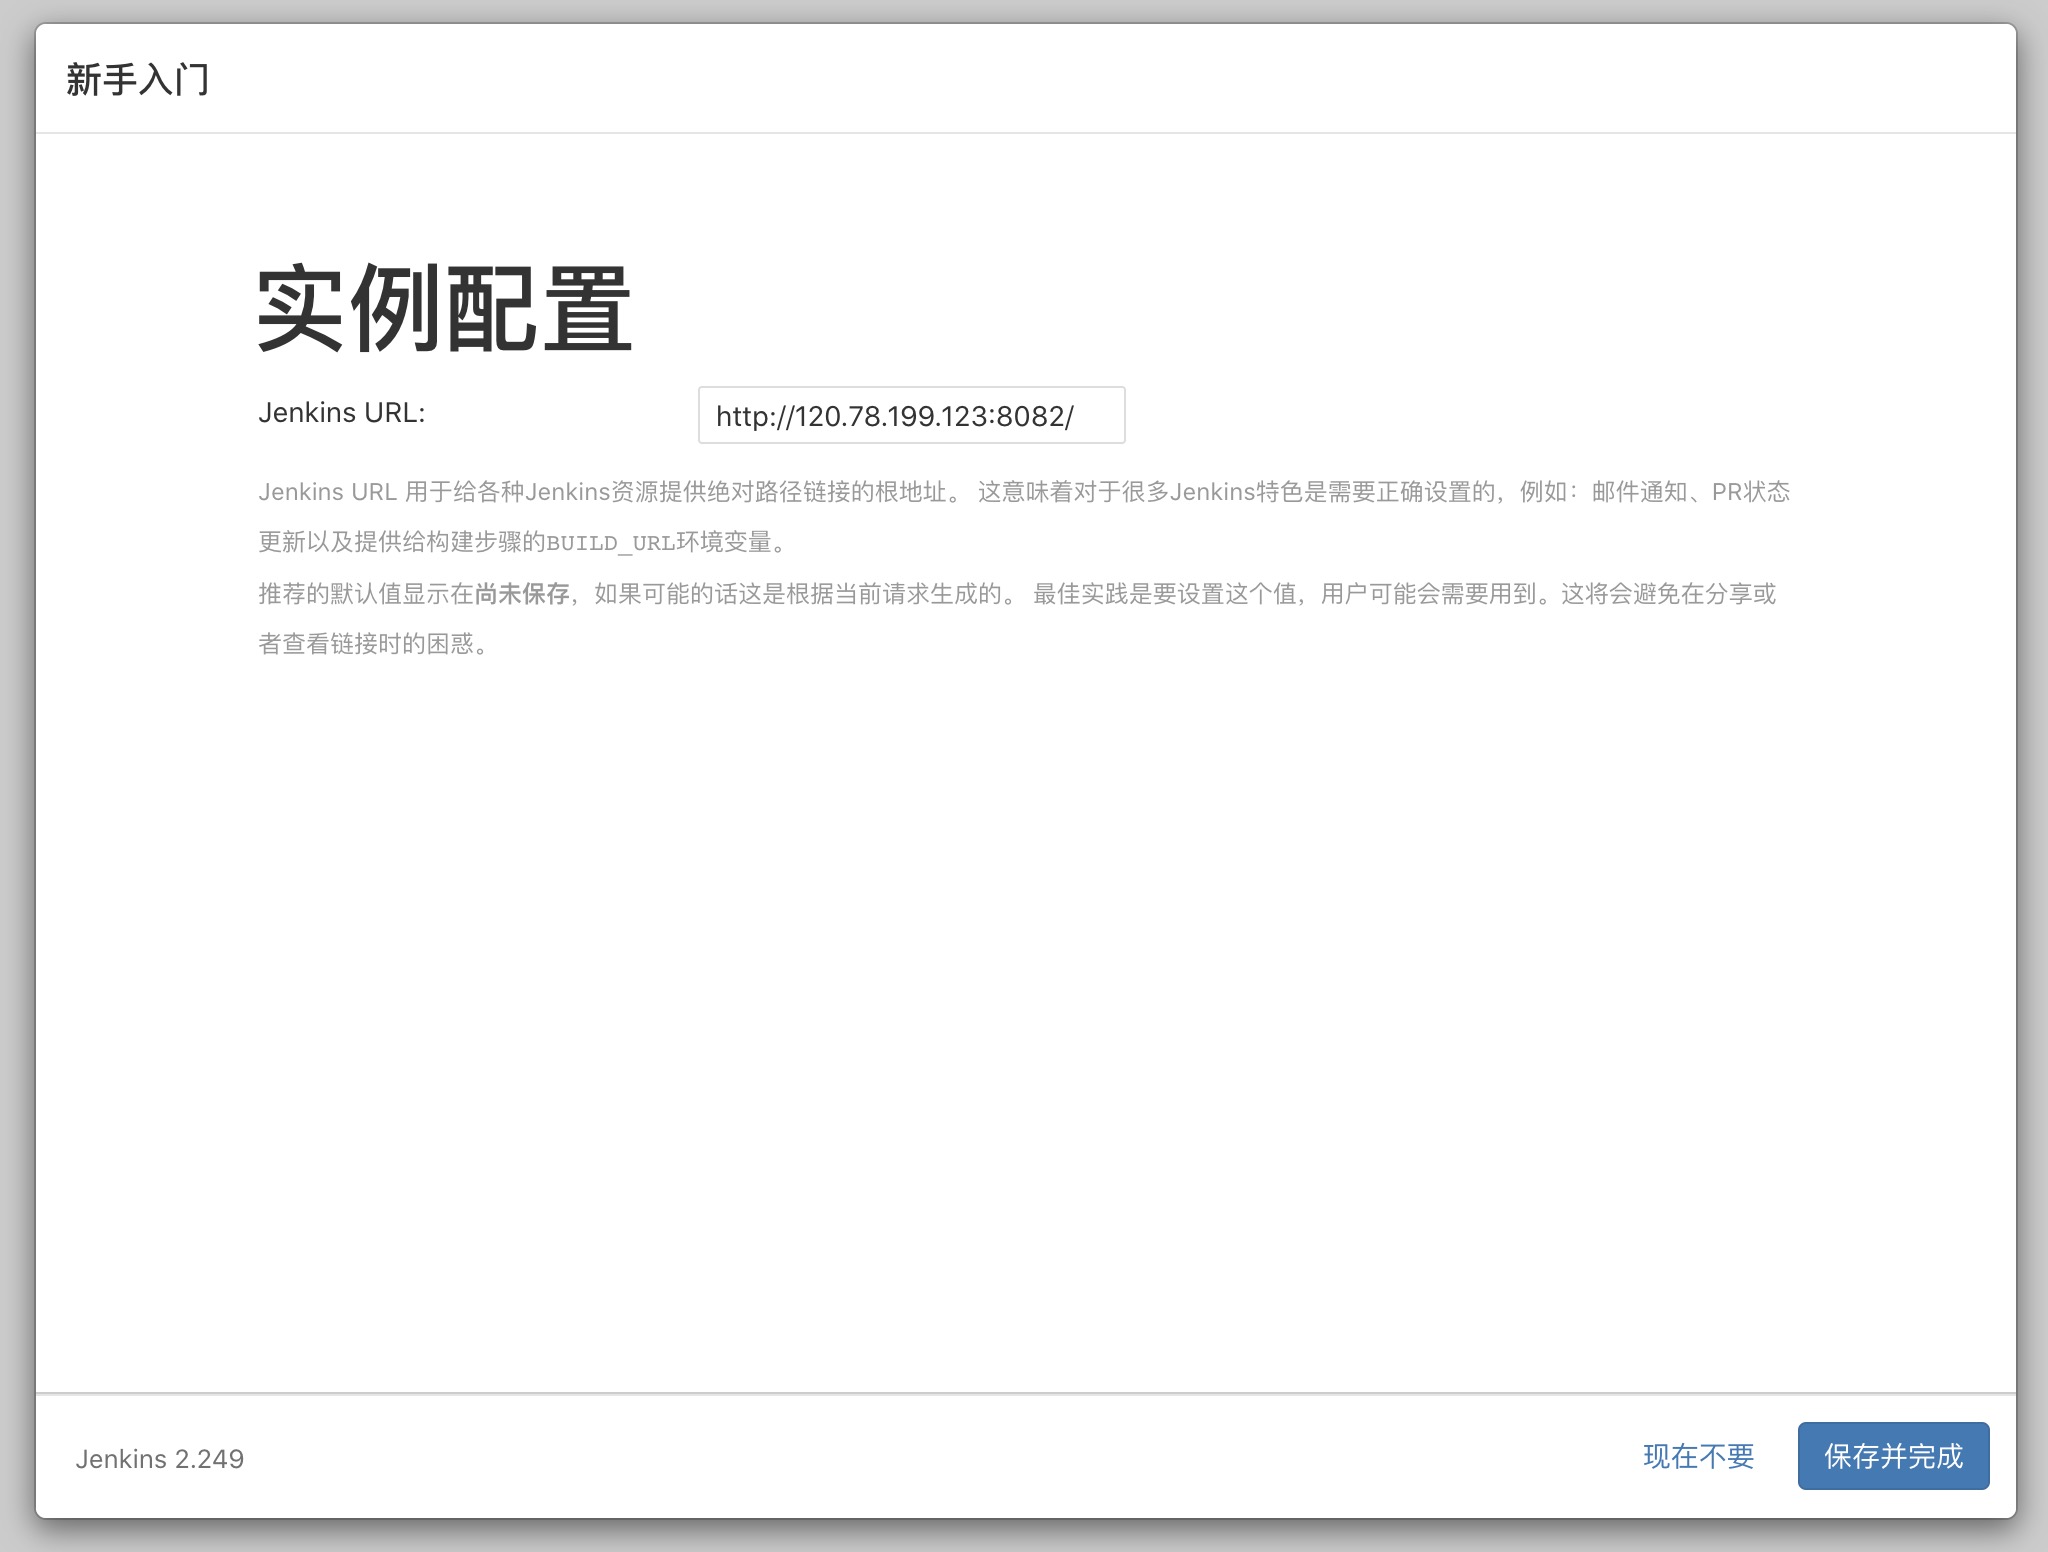 新手入门
实例配置
Jenkins URL:
http://120.78.199.123:8082/
Jenkins URL 用于给各种Jenkins资源提供绝对路径链接的根地址。 这意味着对于很多Jenkins特色是需要正确设置的，例如：邮件通知、PR状态
更新以及提供给构建步骤的BUILD_URL环境变量。
推荐的默认值显示在尚未保存，如果可能的话这是根据当前请求生成的。 最佳实践是要设置这个值，用户可能会需要用到。这将会避免在分享或
者查看链接时的困惑。
Jenkins 2.249
现在不要
保存并完成